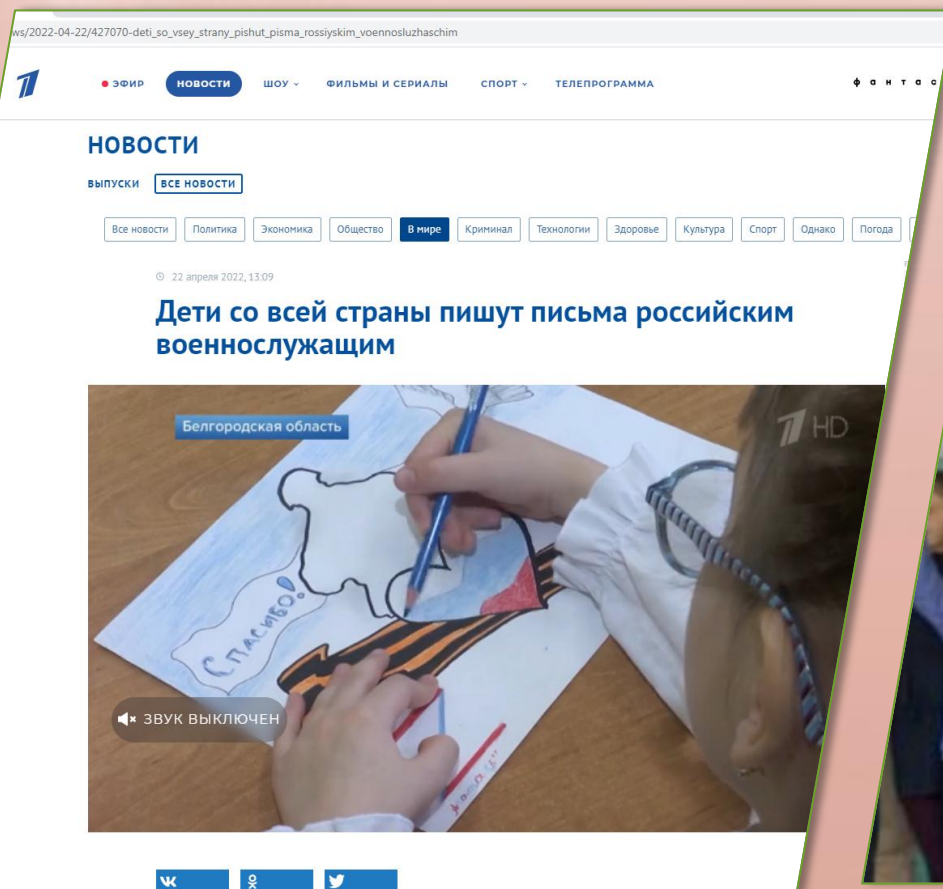 ws/2022-04-22/427070-deti_so_vsey_strany_pishut_pisma_rossiyskim_voennosluzhaschim
ЭФИР НОВОСТИ ШОУ ФИЛЬМЫ И СЕРИАЛЫ СПОРТ ТЕЛЕПРОГРАММА
НОВОСТИ
ВЫПУСКИ ВСЕ НОВОСТИ
Все новости Политика Экономика Общество В мире Криминал Технологии Здоровье Культура Спорт Однако Погода
22 апреля 2022, 13:09
Дети со всей страны пишут письма российским
военнослужащим
Белгородская область
HD
Спасибо!
ЗВУК ВЫКЛЮЧЕН